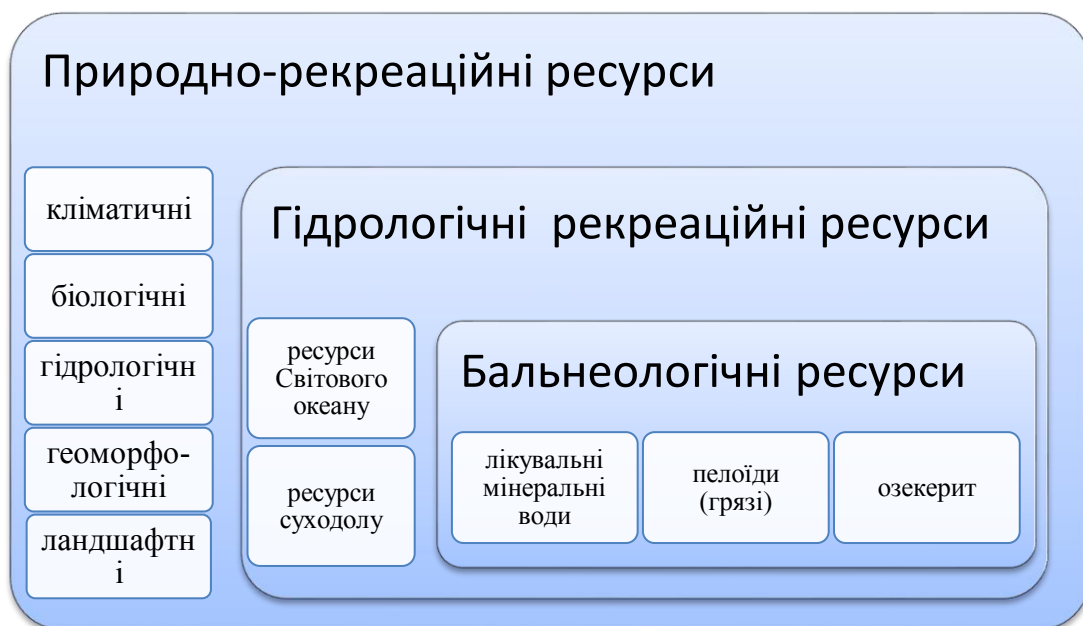 Природно-рекреаційні ресурси
кліматичні
біологічні
гідрологічн
і
геоморфо-
логічні
ландшафтн
і
Гідрологічні рекреаційні ресурси
ресурси
Світового
океану
ресурси
суходолу
Бальнеологічні ресурси
лікувальні
мінеральні
води
пелоїди
(грязі)
озекерит